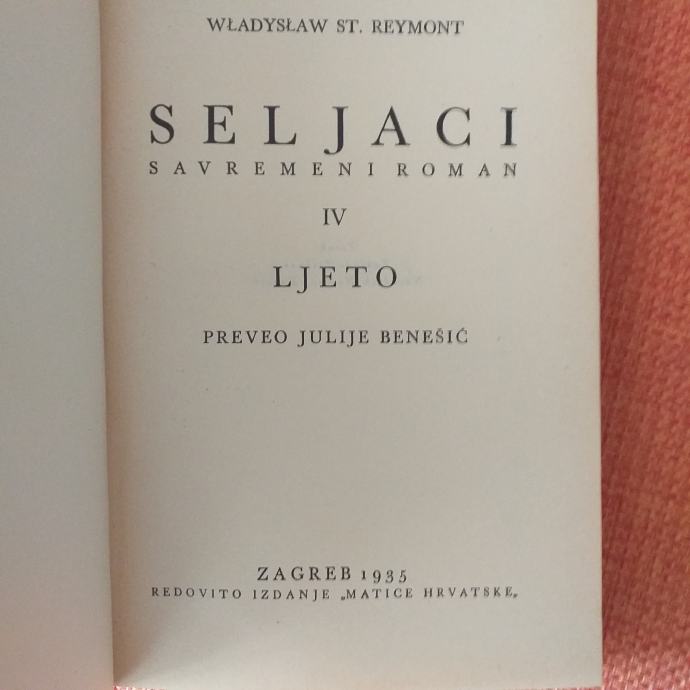 WŁADYSŁAW ST. REYMONT
SELJACI
SAVREMENI ROMAN
IV
LJETO
PREVEO JULIJE BENEŠIĆ
ZAGREB 1935
REDOVITO IZDANJE „MATICE HRVATSKE„